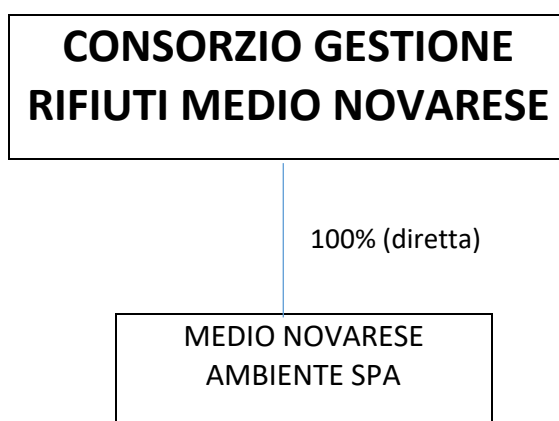 CONSORZIO GESTIONE
RIFIUTI MEDIO NOVARESE
100% (diretta)
MEDIO NOVARESE
AMBIENTE SPA